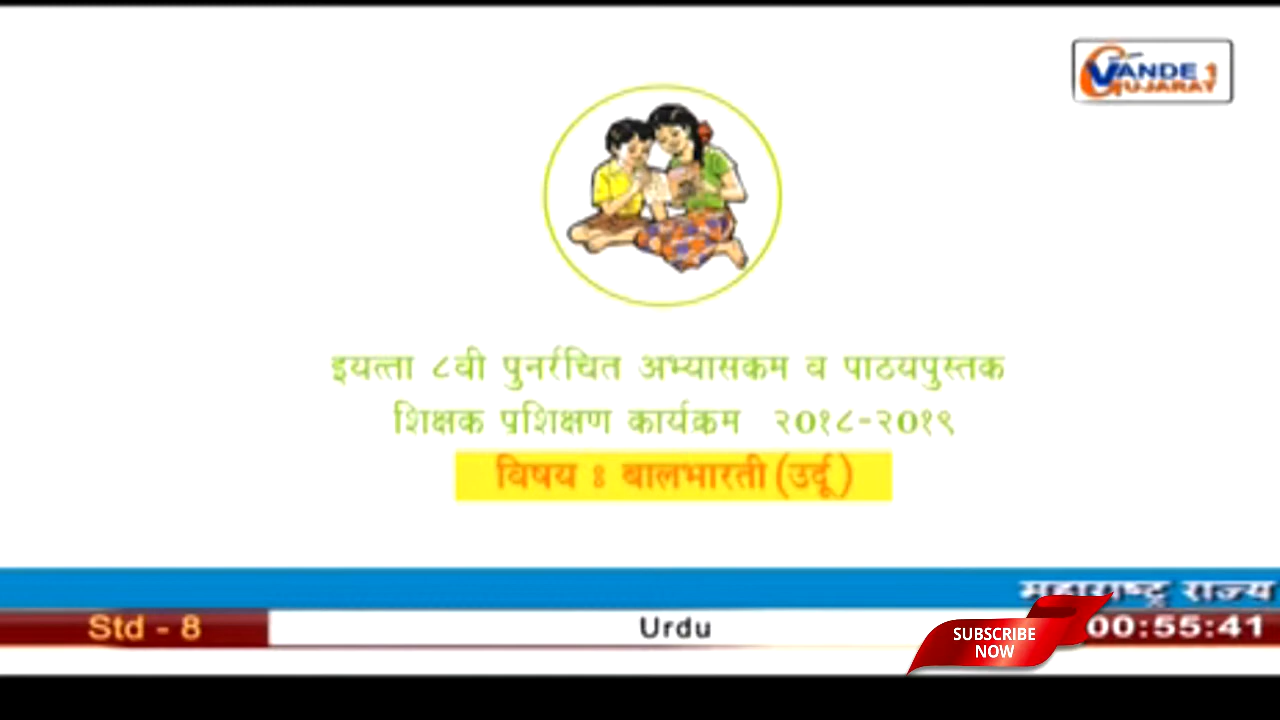 VANDE 1
GUJARAT
इयत्ता ८वी पुनर्रचित अभ्यासक्रम व पाठयपुस्तक
शिक्षक प्रशिक्षण कार्यक्रम २०१८-२०१९
विषय : बालभारती (उर्दू)
महाराष्ट्र राज्य
Std - 8
Urdu
SUBSCRIBE
NOW
00:55:41